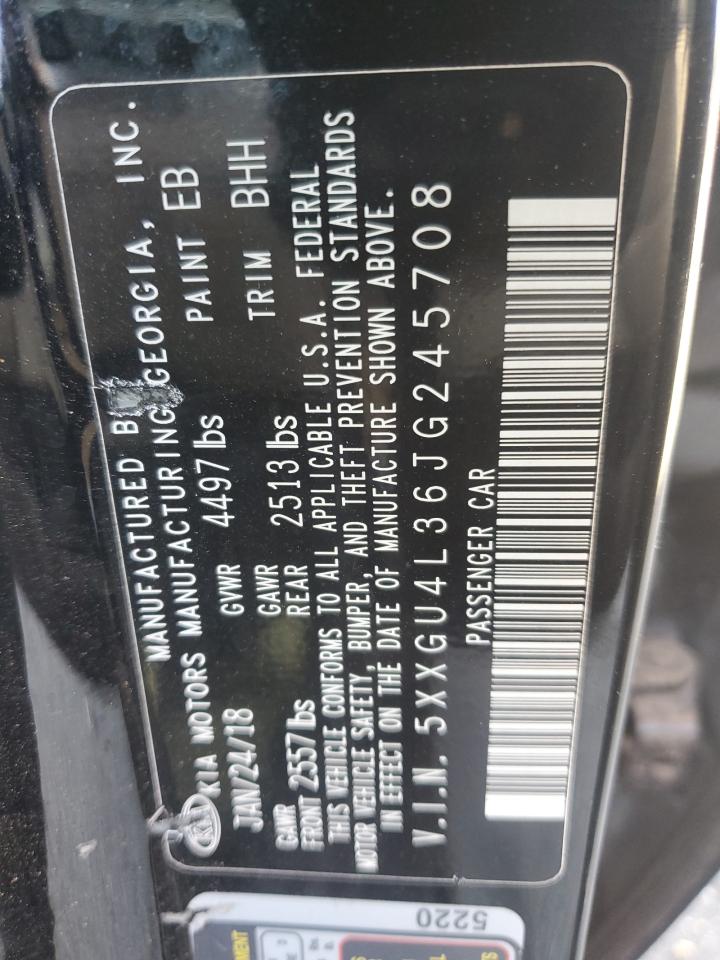 MANUFACTURED B
KIA KIA MOTORS MANUFACTURING GEORGIA, INC.
JAN/24/18 GVWR 4497 lbs PAINT EB
GAWR FRONT 2557 lbs GAWR REAR 2513 lbs TRIM BHH
THIS VEHICLE CONFORMS TO ALL APPLICABLE U.S.A. FEDERAL
MOTOR VEHICLE SAFETY, BUMPER, AND THEFT PREVENTION STANDARDS
IN EFFECT ON THE DATE OF MANUFACTURE SHOWN ABOVE.
V.I.N. 5XXGU4L36JG245708
PASSENGER CAR
5220